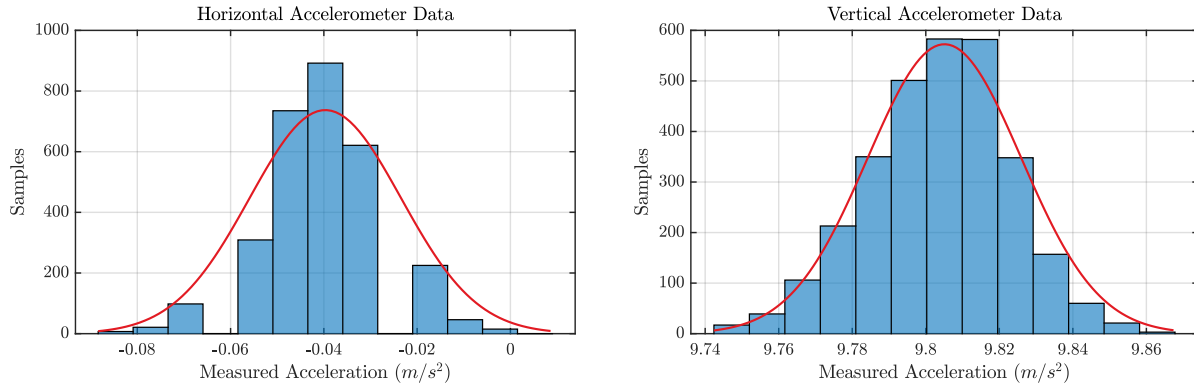 Horizontal Accelerometer Data
1000
800
600
400
200
0
Samples
-0.08 -0.06 -0.04 -0.02 0
Measured Acceleration (m/s²)
Vertical Accelerometer Data
600
500
400
300
200
100
0
Samples
9.74 9.76 9.78 9.8 9.82 9.84 9.86
Measured Acceleration (m/s²)